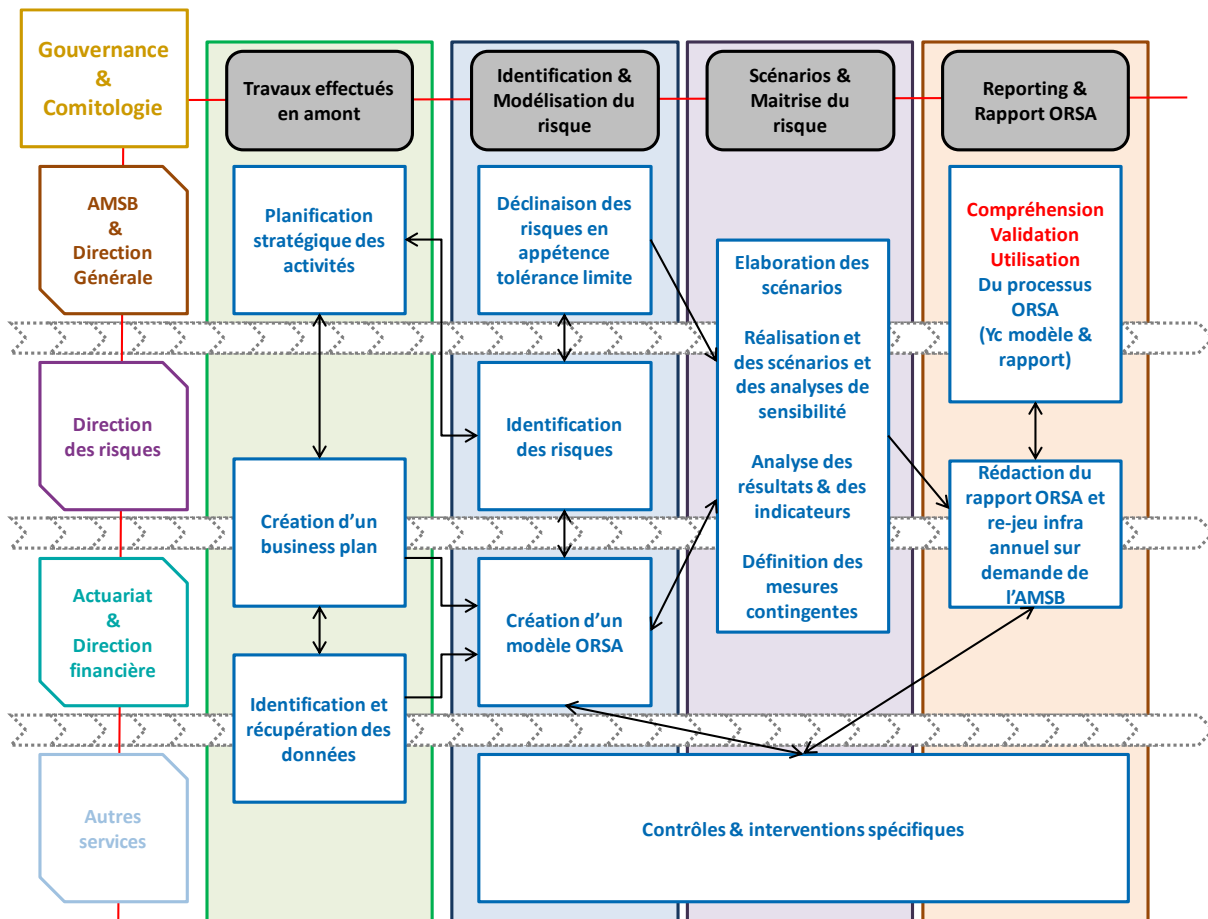 Gouvernance
&
Comitologie
Travaux effectués
en amont
Identification &
Modélisation du
risque
Scénarios &
Maitrise du
risque
Reporting &
Rapport ORSA
AMSB
&
Direction
Générale
Planification
stratégique des
activités
Déclinaison des
risques en
appétence
tolérance limite
Elaboration des
scénarios
Réalisation et
des scénarios et
des analyses de
sensibilité
Analyse des
résultats & des
indicateurs
Définition des
mesures
contingentes
Compréhension
Validation
Utilisation
Du processus
ORSA
(Yc modèle &
rapport)
Direction
des risques
Identification
des risques
Création d'un
business plan
Rédaction du
rapport ORSA et
re-jeu infra
annuel sur
demande de
l'AMSB
Actuariat
&
Direction
financière
Création d'un
modèle ORSA
Identification et
récupération des
données
Autres
services
Contrôles & interventions spécifiques